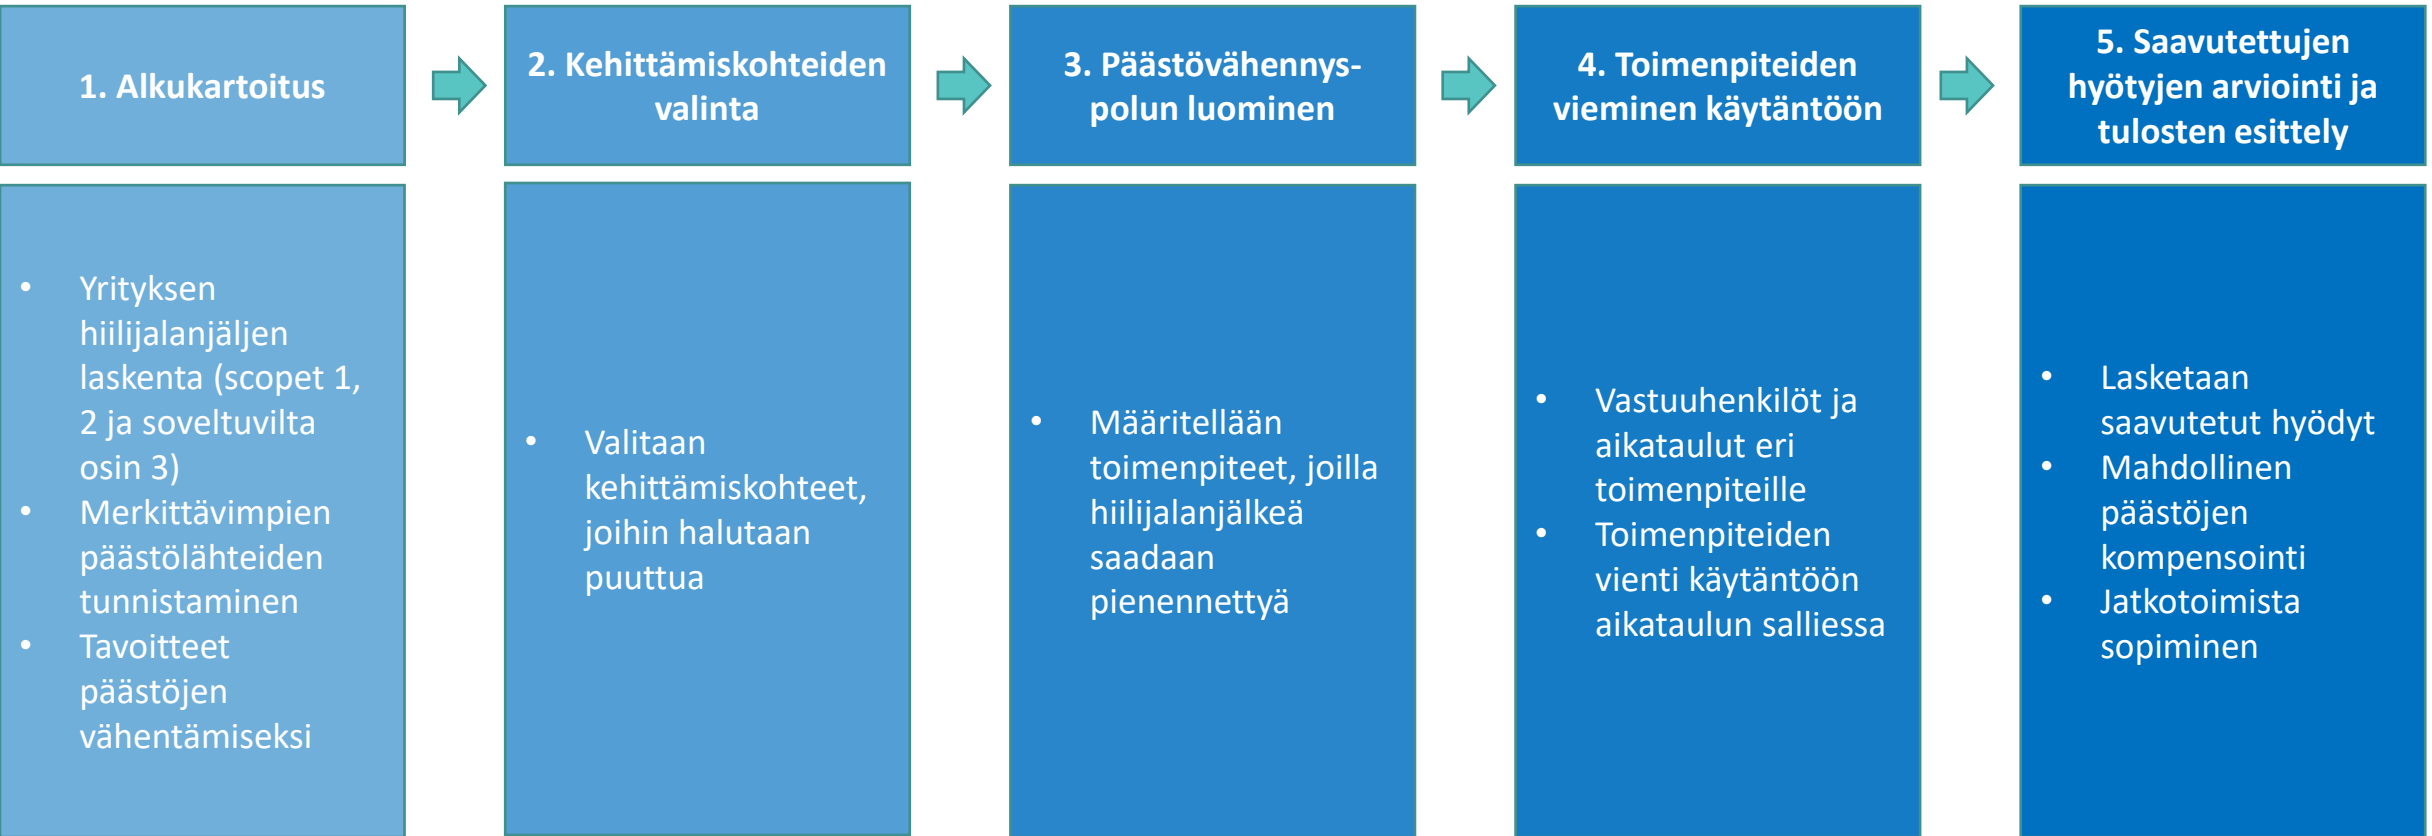 1. Alkukartoitus
2. Kehittämiskohteiden
valinta
3. Päästövähennys-
polun luominen
4. Toimenpiteiden
vieminen käytäntöön
5. Saavutettujen
hyötyjen arviointi ja
tulosten esittely
• Yrityksen
hiilijalanjäljen
laskenta (scopet 1,
2 ja soveltuvilta
osin 3)
• Merkittävimpien
päästölähteiden
tunnistaminen
• Tavoitteet
päästöjen
vähentämiseksi
• Valitaan
kehittämiskohteet,
joihin halutaan
puuttua
• Määritellään
toimenpiteet, joilla
hiilijalanjälkeä
saadaan
pienennettyä
• Vastuuhenkilöt ja
aikataulut eri
toimenpiteille
• Toimenpiteiden
vienti käytäntöön
aikataulun salliessa
• Lasketaan
saavutetut hyödyt
• Mahdollinen
päästöjen
kompensointi
• Jatkotoimista
sopiminen